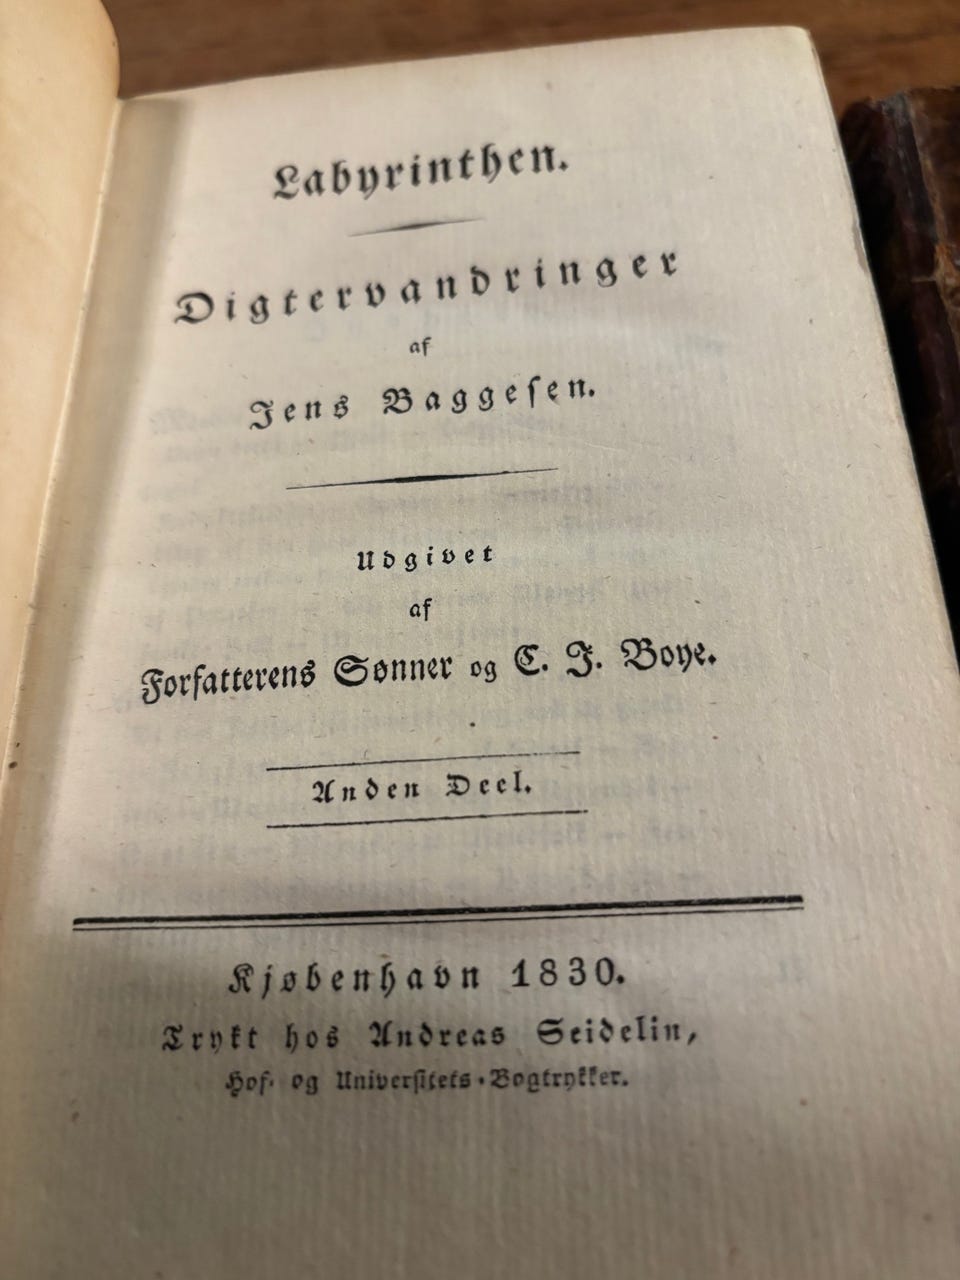 Labyrinthen.
Digtervandringer
af
Jens Baggesen.
Udgivet
af
Forfatterens Sønner og C. J. Boye.
Anden Deel.
Kjøbenhavn 1830.
Trykt hos Andreas Seidelin,
Hof- og Universitets-Bogtrykker.